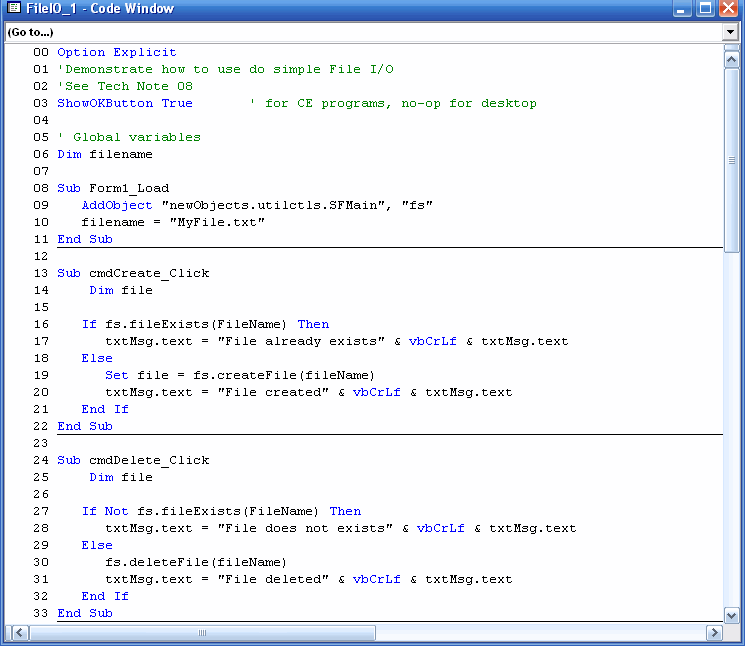 FileIO_1 - Code Window
(Go to...)
00 Option Explicit
01 'Demonstrate how to use do simple File I/O
02 'See Tech Note 08
03 ShowOKButton True       ' for CE programs, no-op for desktop
04
05 ' Global variables
06 Dim filename
07
08 Sub Form1_Load
09    AddObject "newObjects.utilctls.SFMain", "fs"
10    filename = "MyFile.txt"
11 End Sub
12
13 Sub cmdCreate_Click
14     Dim file
15
16    If fs.fileExists(FileName) Then
17       txtMsg.text = "File already exists" & vbCrLf & txtMsg.text
18    Else
19       Set file = fs.createFile(fileName)
20       txtMsg.text = "File created" & vbCrLf & txtMsg.text
21    End If
22 End Sub
23
24 Sub cmdDelete_Click
25     Dim file
26
27    If Not fs.fileExists(FileName) Then
28       txtMsg.text = "File does not exists" & vbCrLf & txtMsg.text
29    Else
30       fs.deleteFile(fileName)
31       txtMsg.text = "File deleted" & vbCrLf & txtMsg.text
32    End If
33 End Sub